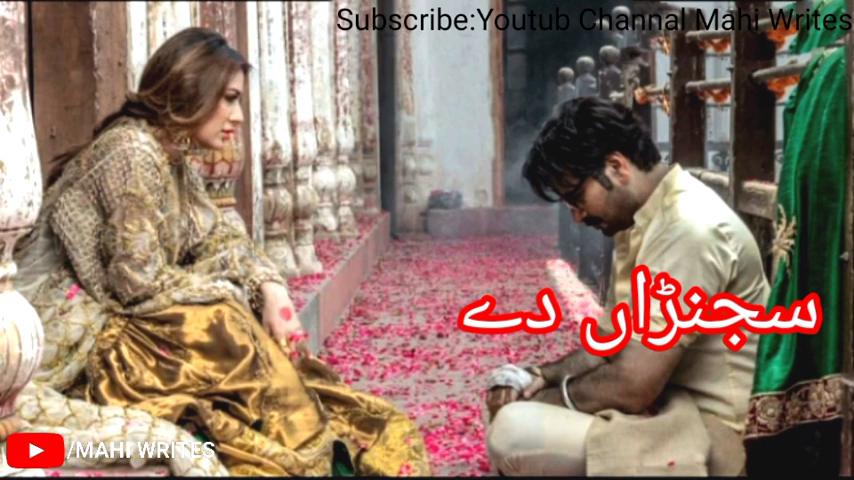 Subscribe:Youtub Channal Mahi Writes
سجنڑاں دے
/MAHI WRITES